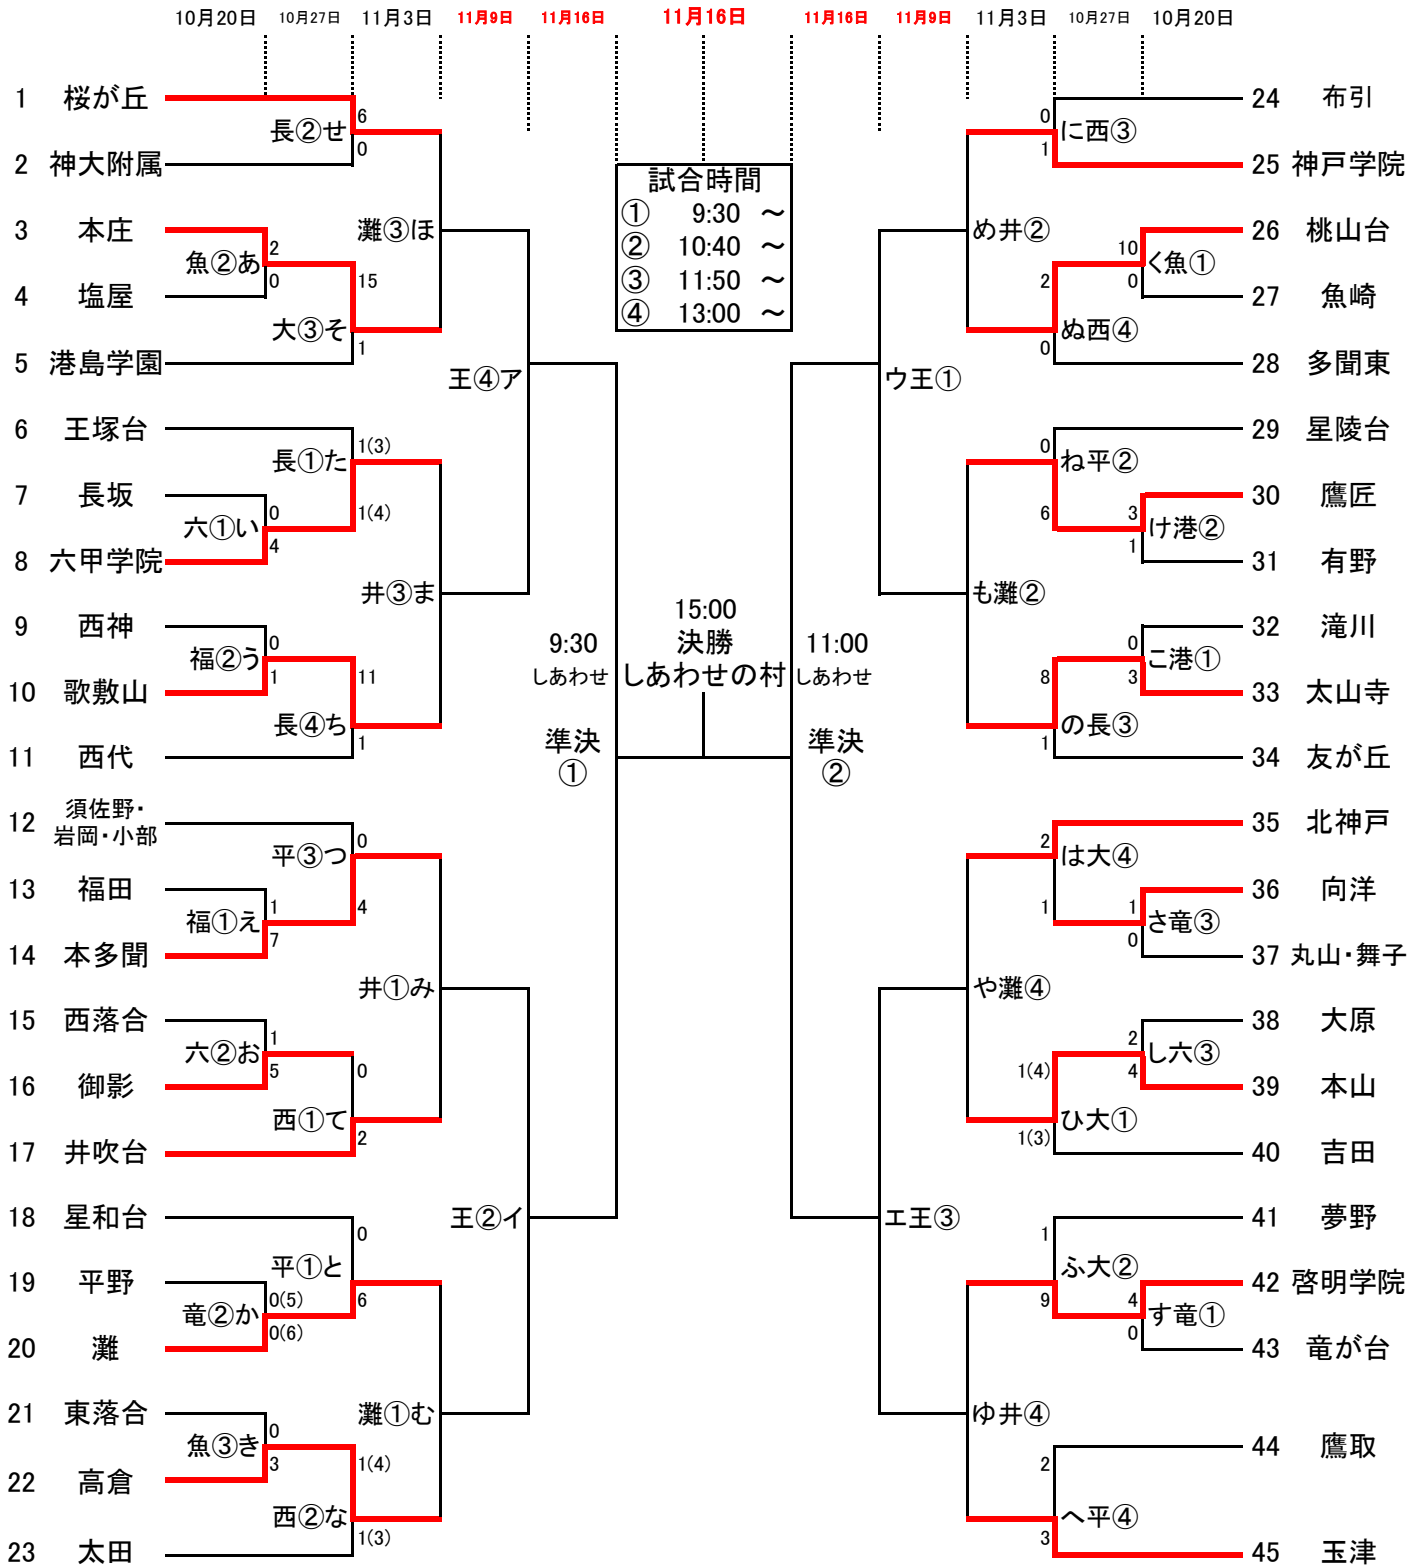 10月20日 10月27日 11月3日 11月9日 11月16日 11月16日 11月16日 11月9日 11月3日 10月27日 10月20日
1 桜が丘
6
長②せ
0
2 神大附属
3 本庄
灘③ほ
2
魚②あ
0
15
4 塩屋
大③そ
1
5 港島学園
王④ア
6 王塚台
1(3)
長①た
7 長坂
0
1(4)
六①い
4
8 六甲学院
井③ま
9 西神
0
福②う
1
11
10 歌敷山
長④ち
1
11 西代
12 須佐野・
岩岡・小部
0
平③つ
13 福田
1
4
福①え
7
14 本多聞
井①み
15 西落合
1
六②お
5
0
16 御影
西①て
2
17 井吹台
18 星和台
王②イ
0
平①と
19 平野
0(5)
6
竜②か
0(6)
20 灘
21 東落合
灘①む
0
魚③き
3
1(4)
22 高倉
西②な
1(3)
23 太田
試合時間
① 9:30 ～
② 10:40 ～
③ 11:50 ～
④ 13:00 ～
9:30
しあわせ
準決
①
15:00
決勝
しあわせの村
11:00
しあわせ
準決
②
24 布引
0
に西③
1
25 神戸学院
め井②
26 桃山台
10
く魚①
2
0
27 魚崎
ぬ西④
0
28 多聞東
ウ王①
29 星陵台
0
ね平②
30 鷹匠
6
3
け港②
1
31 有野
も灘②
32 滝川
0
こ港①
8
3
33 太山寺
の長③
1
34 友が丘
35 北神戸
2
は大④
36 向洋
1
1
さ竜③
0
37 丸山・舞子
や灘④
38 大原
2
し六③
1(4)
4
39 本山
ひ大①
1(3)
40 吉田
エ王③
41 夢野
1
ふ大②
42 啓明学院
9
4
す竜①
0
43 竜が台
ゆ井④
44 鷹取
2
へ平④
3
45 玉津